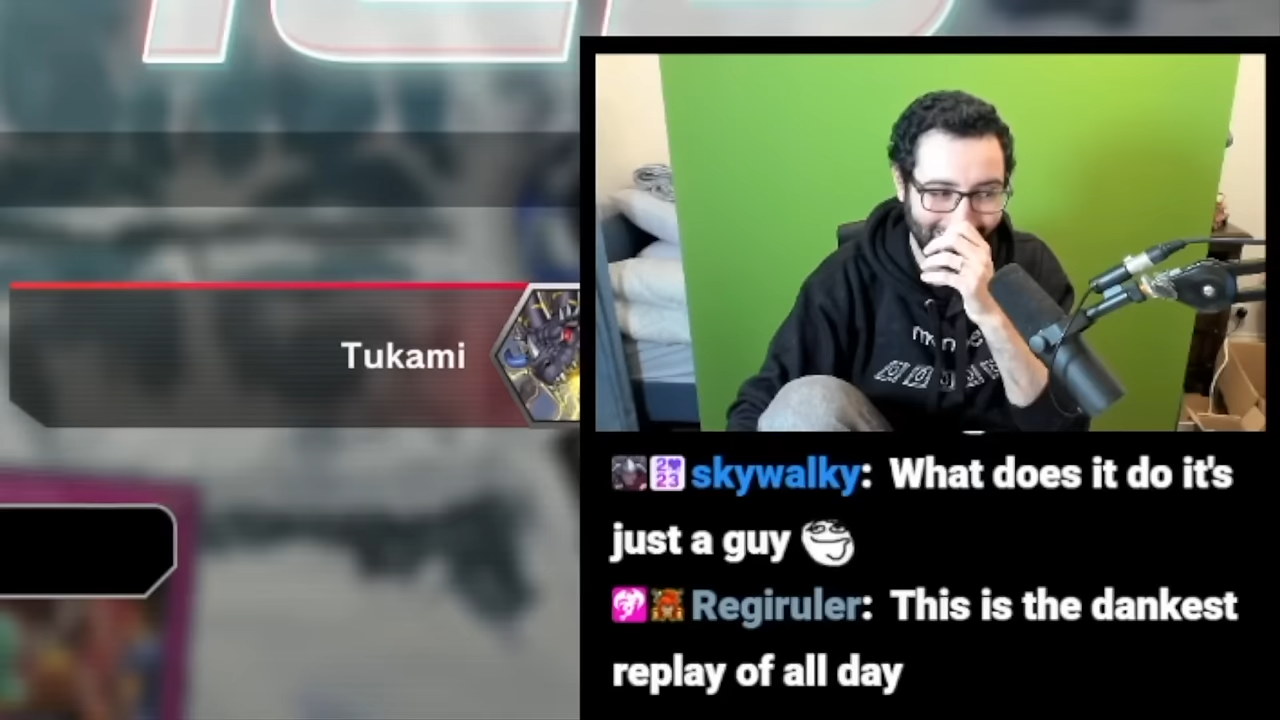 Tukami
skywalky: What does it do it's
just a guy
Regiruler: This is the dankest
replay of all day